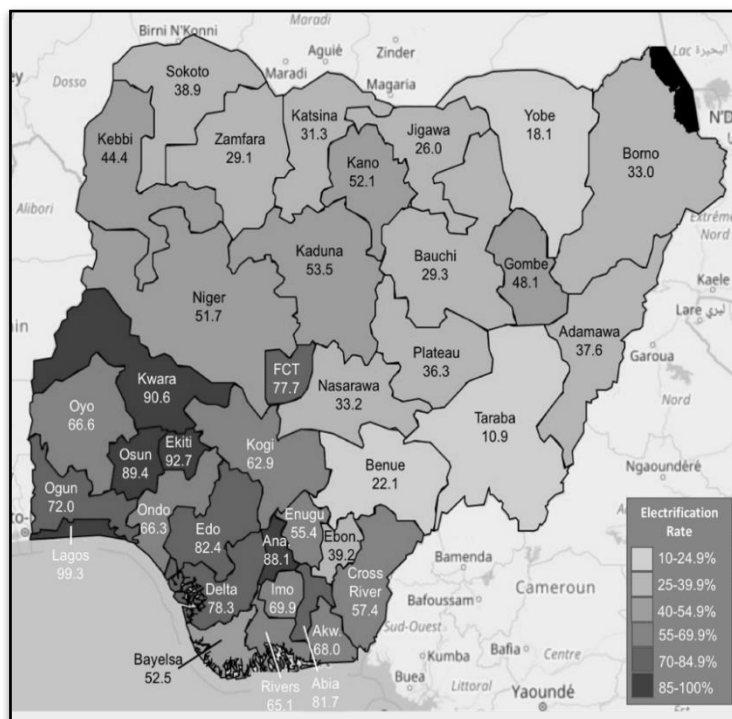 Birni N'Konni
Maradi
Aguié
Zinder
Maradi
Magaria
Dosso
Lac
البحيرة
N'D
Sokoto
38.9
Katsina
31.3
Jigawa
26.0
Yobe
18.1
Kebbi
44.4
Zamfara
29.1
Kano
52.1
Borno
33.0
Alibori
Extrême
Nord
Kaduna
53.5
Bauchi
29.3
Gombe
48.1
Niger
51.7
Kaele
Lare ليري
Adamawa
37.6
Plateau
36.3
Garoua
FCT
77.7
Nasarawa
33.2
Nord
Kwara
90.6
Oyo
66.6
Taraba
10.9
Osun
89.4
Ekiti
92.7
Kogi
62.9
Benue
22.1
Ngaoundéré
Ogun
72.0
Ondo
66.3
Edo
82.4
Enugu
55.4
Ebon.
39.2
Ana.
88.1
Lagos
99.3
Cross
River
57.4
Bamenda
Cameroun
Delta
78.3
Imo
69.9
Bafoussam
Akw.
68.0
Sud-Ouest
Bayelsa
52.5
Rivers
65.1
Abia
81.7
Kumba
Bafia
Centre
Buea
Littoral
Yaoundé
Est
Electrification
Rate
10-24.9%
25-39.9%
40-54.9%
55-69.9%
70-84.9%
85-100%